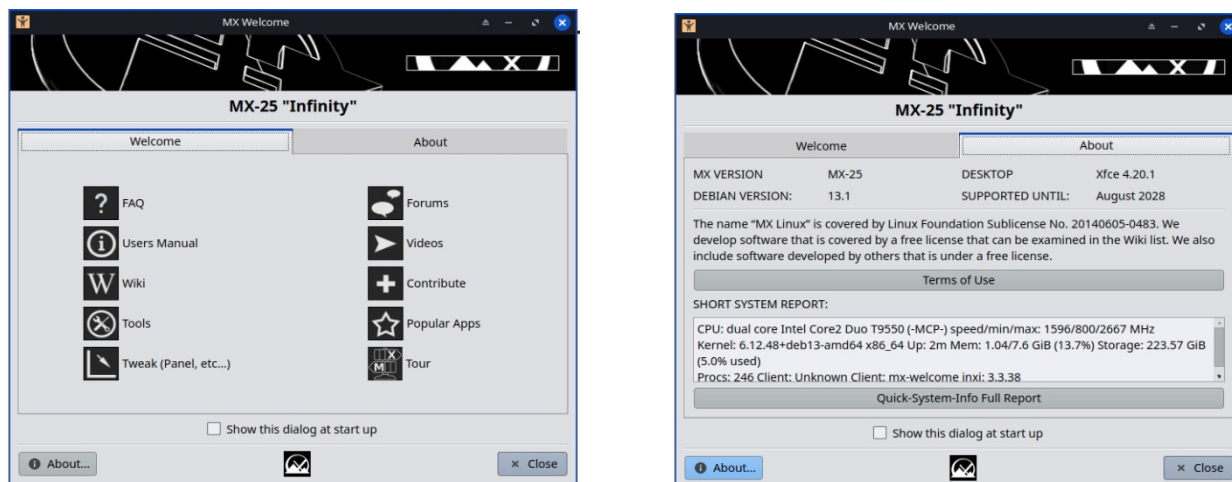 MX Welcome
MX
MX-25 "Infinity"
Welcome
About
FAQ
Forums
Users Manual
Videos
Wiki
Contribute
Tools
Popular Apps
Tweak (Panel, etc...)
Tour
Show this dialog at start up
About...
Close
MX Welcome
MX
MX-25 "Infinity"
Welcome
About
MX VERSION MX-25 DESKTOP Xfce 4.20.1
DEBIAN VERSION: 13.1 SUPPORTED UNTIL: August 2028
The name “MX Linux” is covered by Linux Foundation Sublicense No. 20140605-0483. We
develop software that is covered by a free license that can be examined in the Wiki list. We also
include software developed by others that is under a free license.
Terms of Use
SHORT SYSTEM REPORT:
CPU: dual core Intel Core2 Duo T9550 (-MCP-) speed/min/max: 1596/800/2667 MHz
Kernel: 6.12.48+deb13-amd64 x86_64 Up: 2m Mem: 1.04/7.6 GiB (13.7%) Storage: 223.57 GiB
(5.0% used)
Procs: 246 Client: Unknown Client: mx-welcome inxi: 3.3.38
Quick-System-Info Full Report
Show this dialog at start up
About...
Close